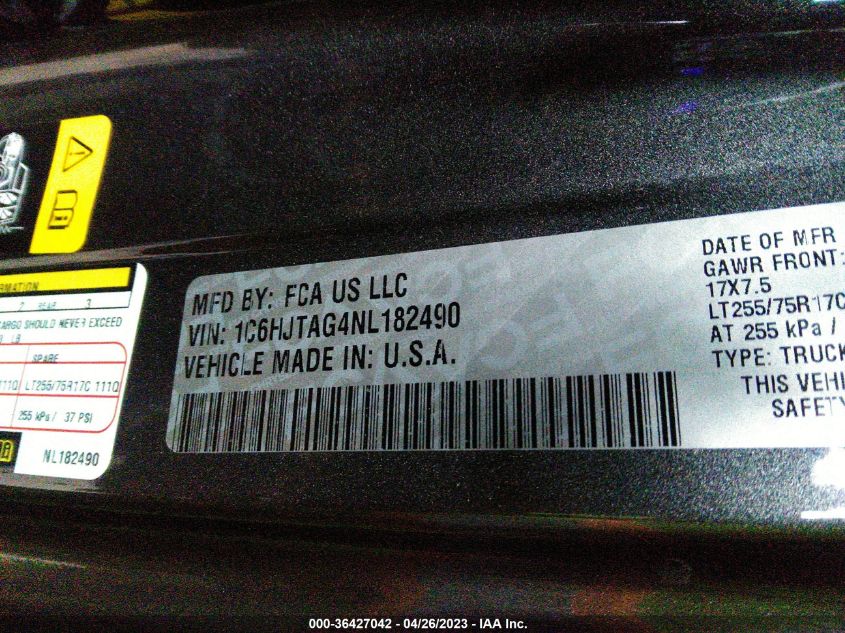 MFD BY: FCA US LLC
VIN: 1C6HJTAG4NL182490
VEHICLE MADE IN: U.S.A.
DATE OF MFR
GAWR FRONT:
17X7.5
LT255/75R17C
AT 255 kPa /
TYPE: TRUCK
THIS VEHI
SAFETY
RMATION
2 REAR 3
CARGO SHOULD NEVER EXCEED
LB
SPARE
111Q LT255/75R17C 111Q
255 kPa / 37 PSI
NL182490
000-36427042 / 04/26/2023 - IAA Inc.